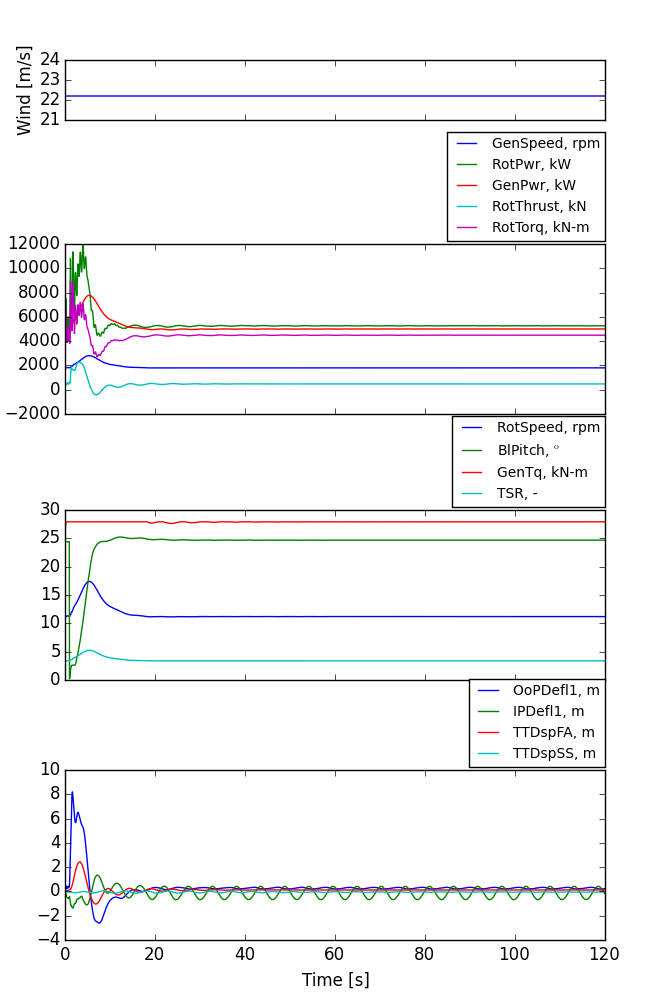 Wind [m/s]
24
23
22
21
GenSpeed, rpm
RotPwr, kW
GenPwr, kW
RotThrust, kN
RotTorq, kN-m
12000
10000
8000
6000
4000
2000
0
−2000
RotSpeed, rpm
BlPitch, °
GenTq, kN-m
TSR, -
30
25
20
15
10
5
0
OoPDefl1, m
IPDefl1, m
TTDspFA, m
TTDspSS, m
10
8
6
4
2
0
−2
−4
0 20 40 60 80 100 120
Time [s]